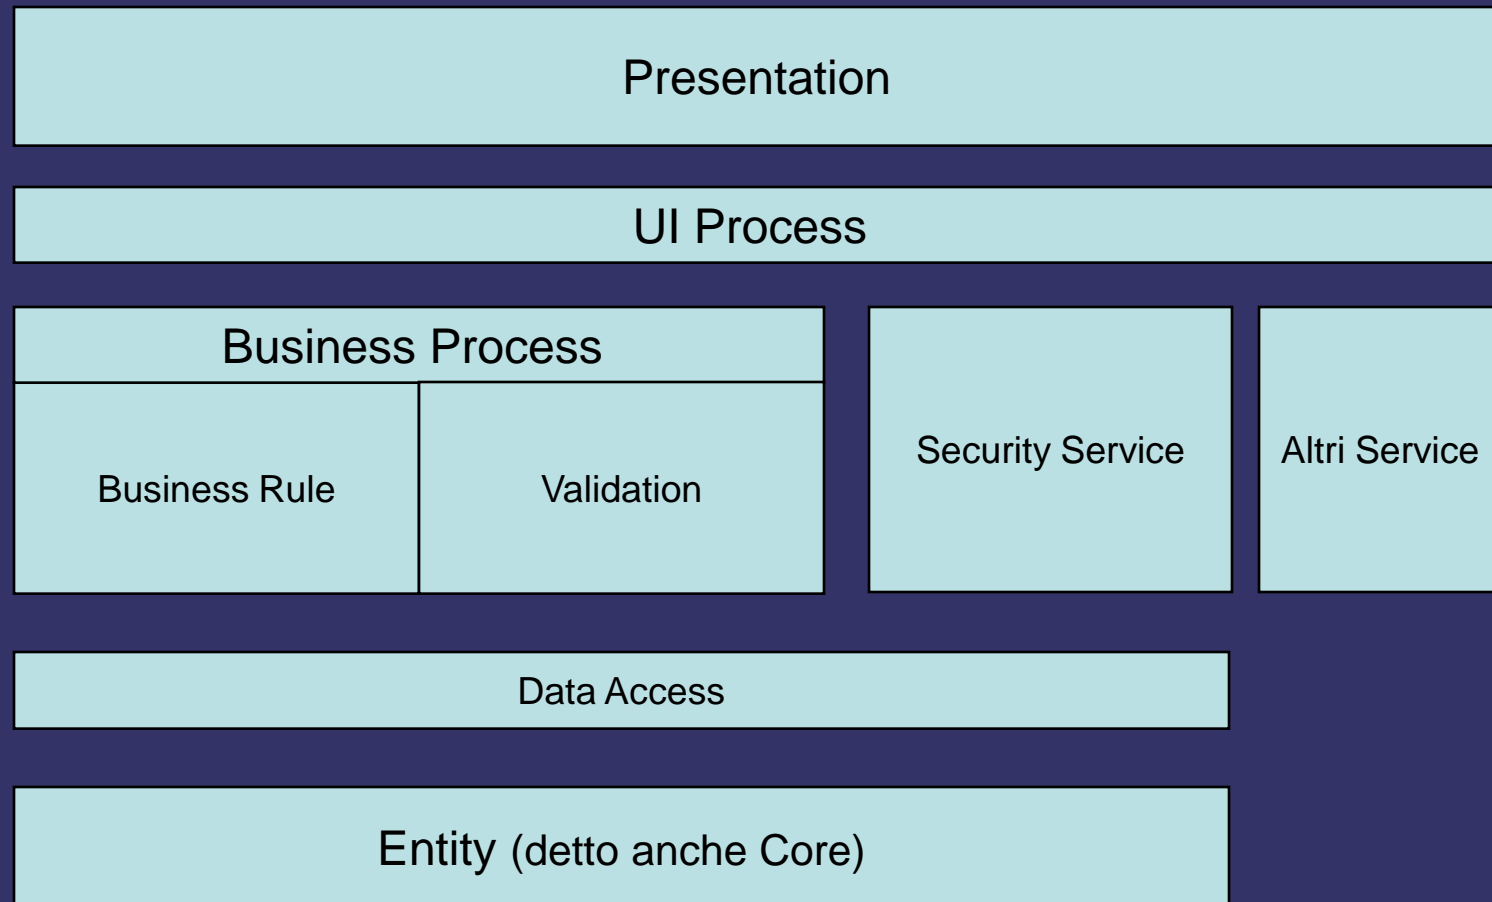 Presentation
UI Process
Business Process
Business Rule
Validation
Security Service
Altri Service
Data Access
Entity (detto anche Core)